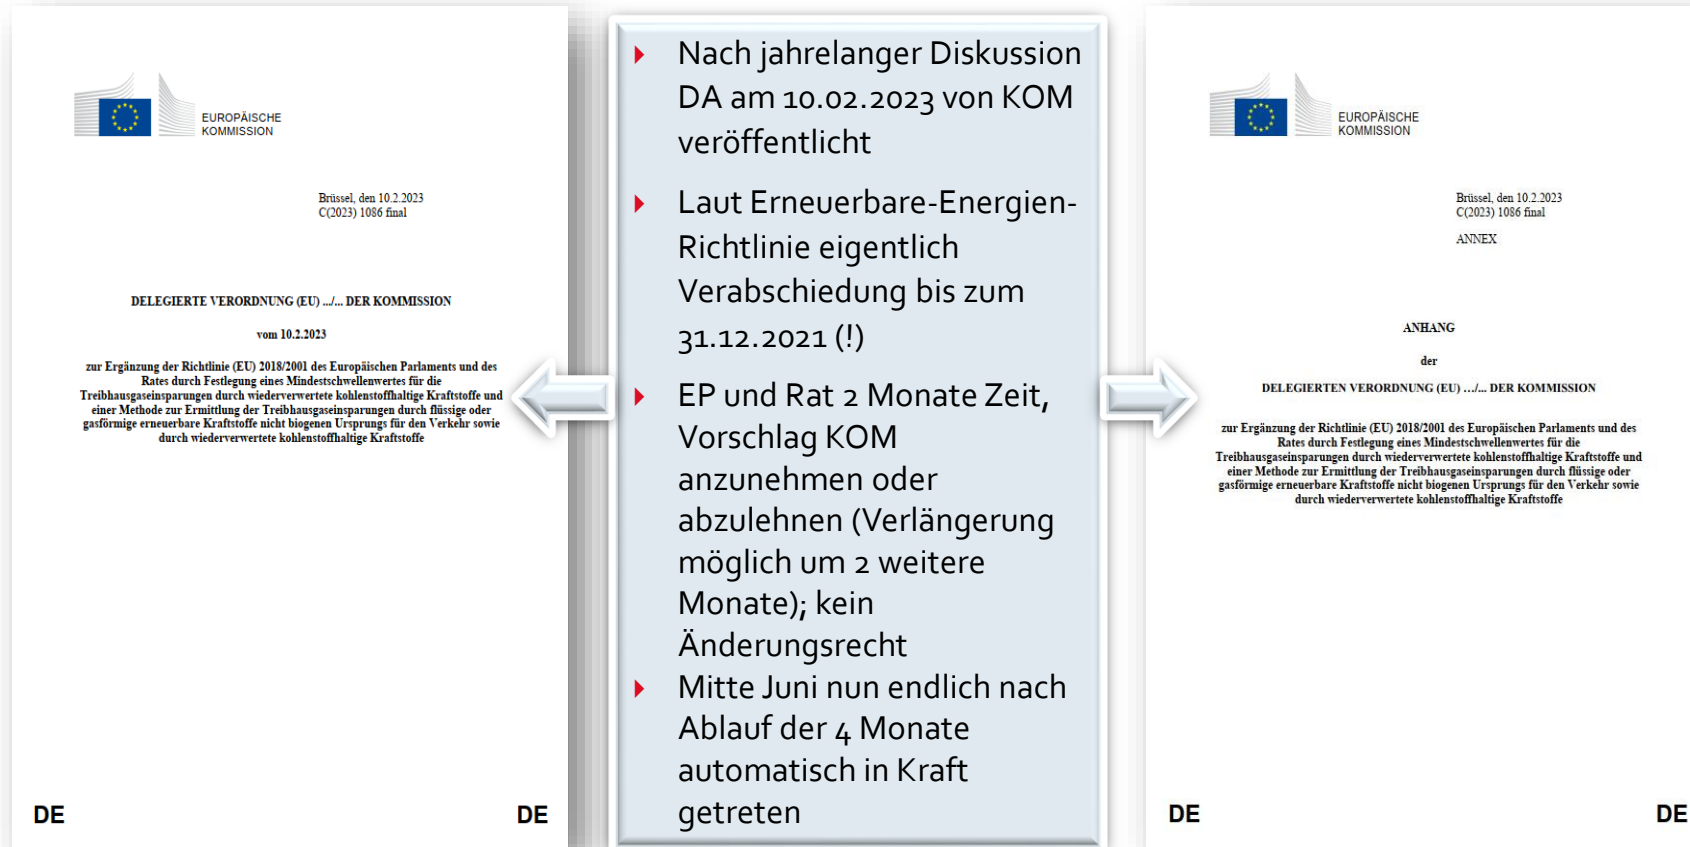 EUROPÄISCHE
KOMMISSION
Brüssel, den 10.2.2023
C(2023) 1086 final
DELEGIERTE VERORDNUNG (EU) .../... DER KOMMISSION
vom 10.2.2023
zur Ergänzung der Richtlinie (EU) 2018/2001 des Europäischen Parlaments und des
Rates durch Festlegung eines Mindestschwellenwertes für die
Treibhausgaseinsparungen durch wiederverwertete kohlenstoffhaltige Kraftstoffe und
einer Methode zur Ermittlung der Treibhausgaseinsparungen durch flüssige oder
gasförmige erneuerbare Kraftstoffe nicht biogenen Ursprungs für den Verkehr sowie
durch wiederverwertete kohlenstoffhaltige Kraftstoffe
DE DE
Nach jahrelanger Diskussion
DA am 10.02.2023 von KOM
veröffentlicht
Laut Erneuerbare-Energien-
Richtlinie eigentlich
Verabschiedung bis zum
31.12.2021 (!)
EP und Rat 2 Monate Zeit,
Vorschlag KOM
anzunehmen oder
abzulehnen (Verlängerung
möglich um 2 weitere
Monate); kein
Änderungsrecht
Mitte Juni nun endlich nach
Ablauf der 4 Monate
automatisch in Kraft
getreten
EUROPÄISCHE
KOMMISSION
Brüssel, den 10.2.2023
C(2023) 1086 final
ANNEX
ANHANG
der
DELEGIERTEN VERORDNUNG (EU) .../... DER KOMMISSION
zur Ergänzung der Richtlinie (EU) 2018/2001 des Europäischen Parlaments und des
Rates durch Festlegung eines Mindestschwellenwertes für die
Treibhausgaseinsparungen durch wiederverwertete kohlenstoffhaltige Kraftstoffe und
einer Methode zur Ermittlung der Treibhausgaseinsparungen durch flüssige oder
gasförmige erneuerbare Kraftstoffe nicht biogenen Ursprungs für den Verkehr sowie
durch wiederverwertete kohlenstoffhaltige Kraftstoffe
DE DE